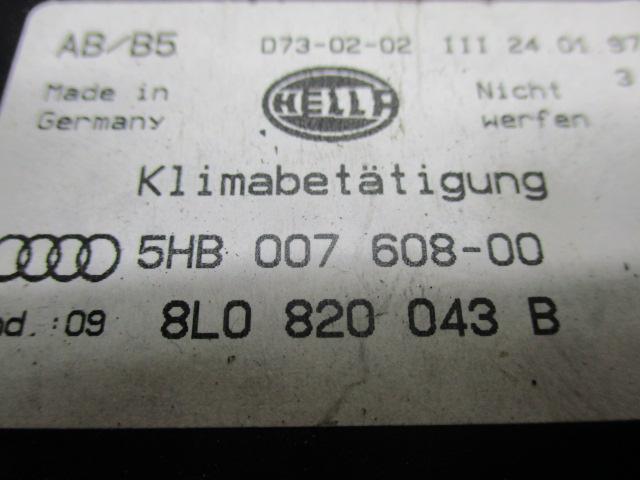 AB/B5 D73-02-02 III 24 01 97
Made in Germany
HELLA
Nicht werfen
3
Klimabetätigung
5HB 007 608-00
:09 8L0 820 043 B